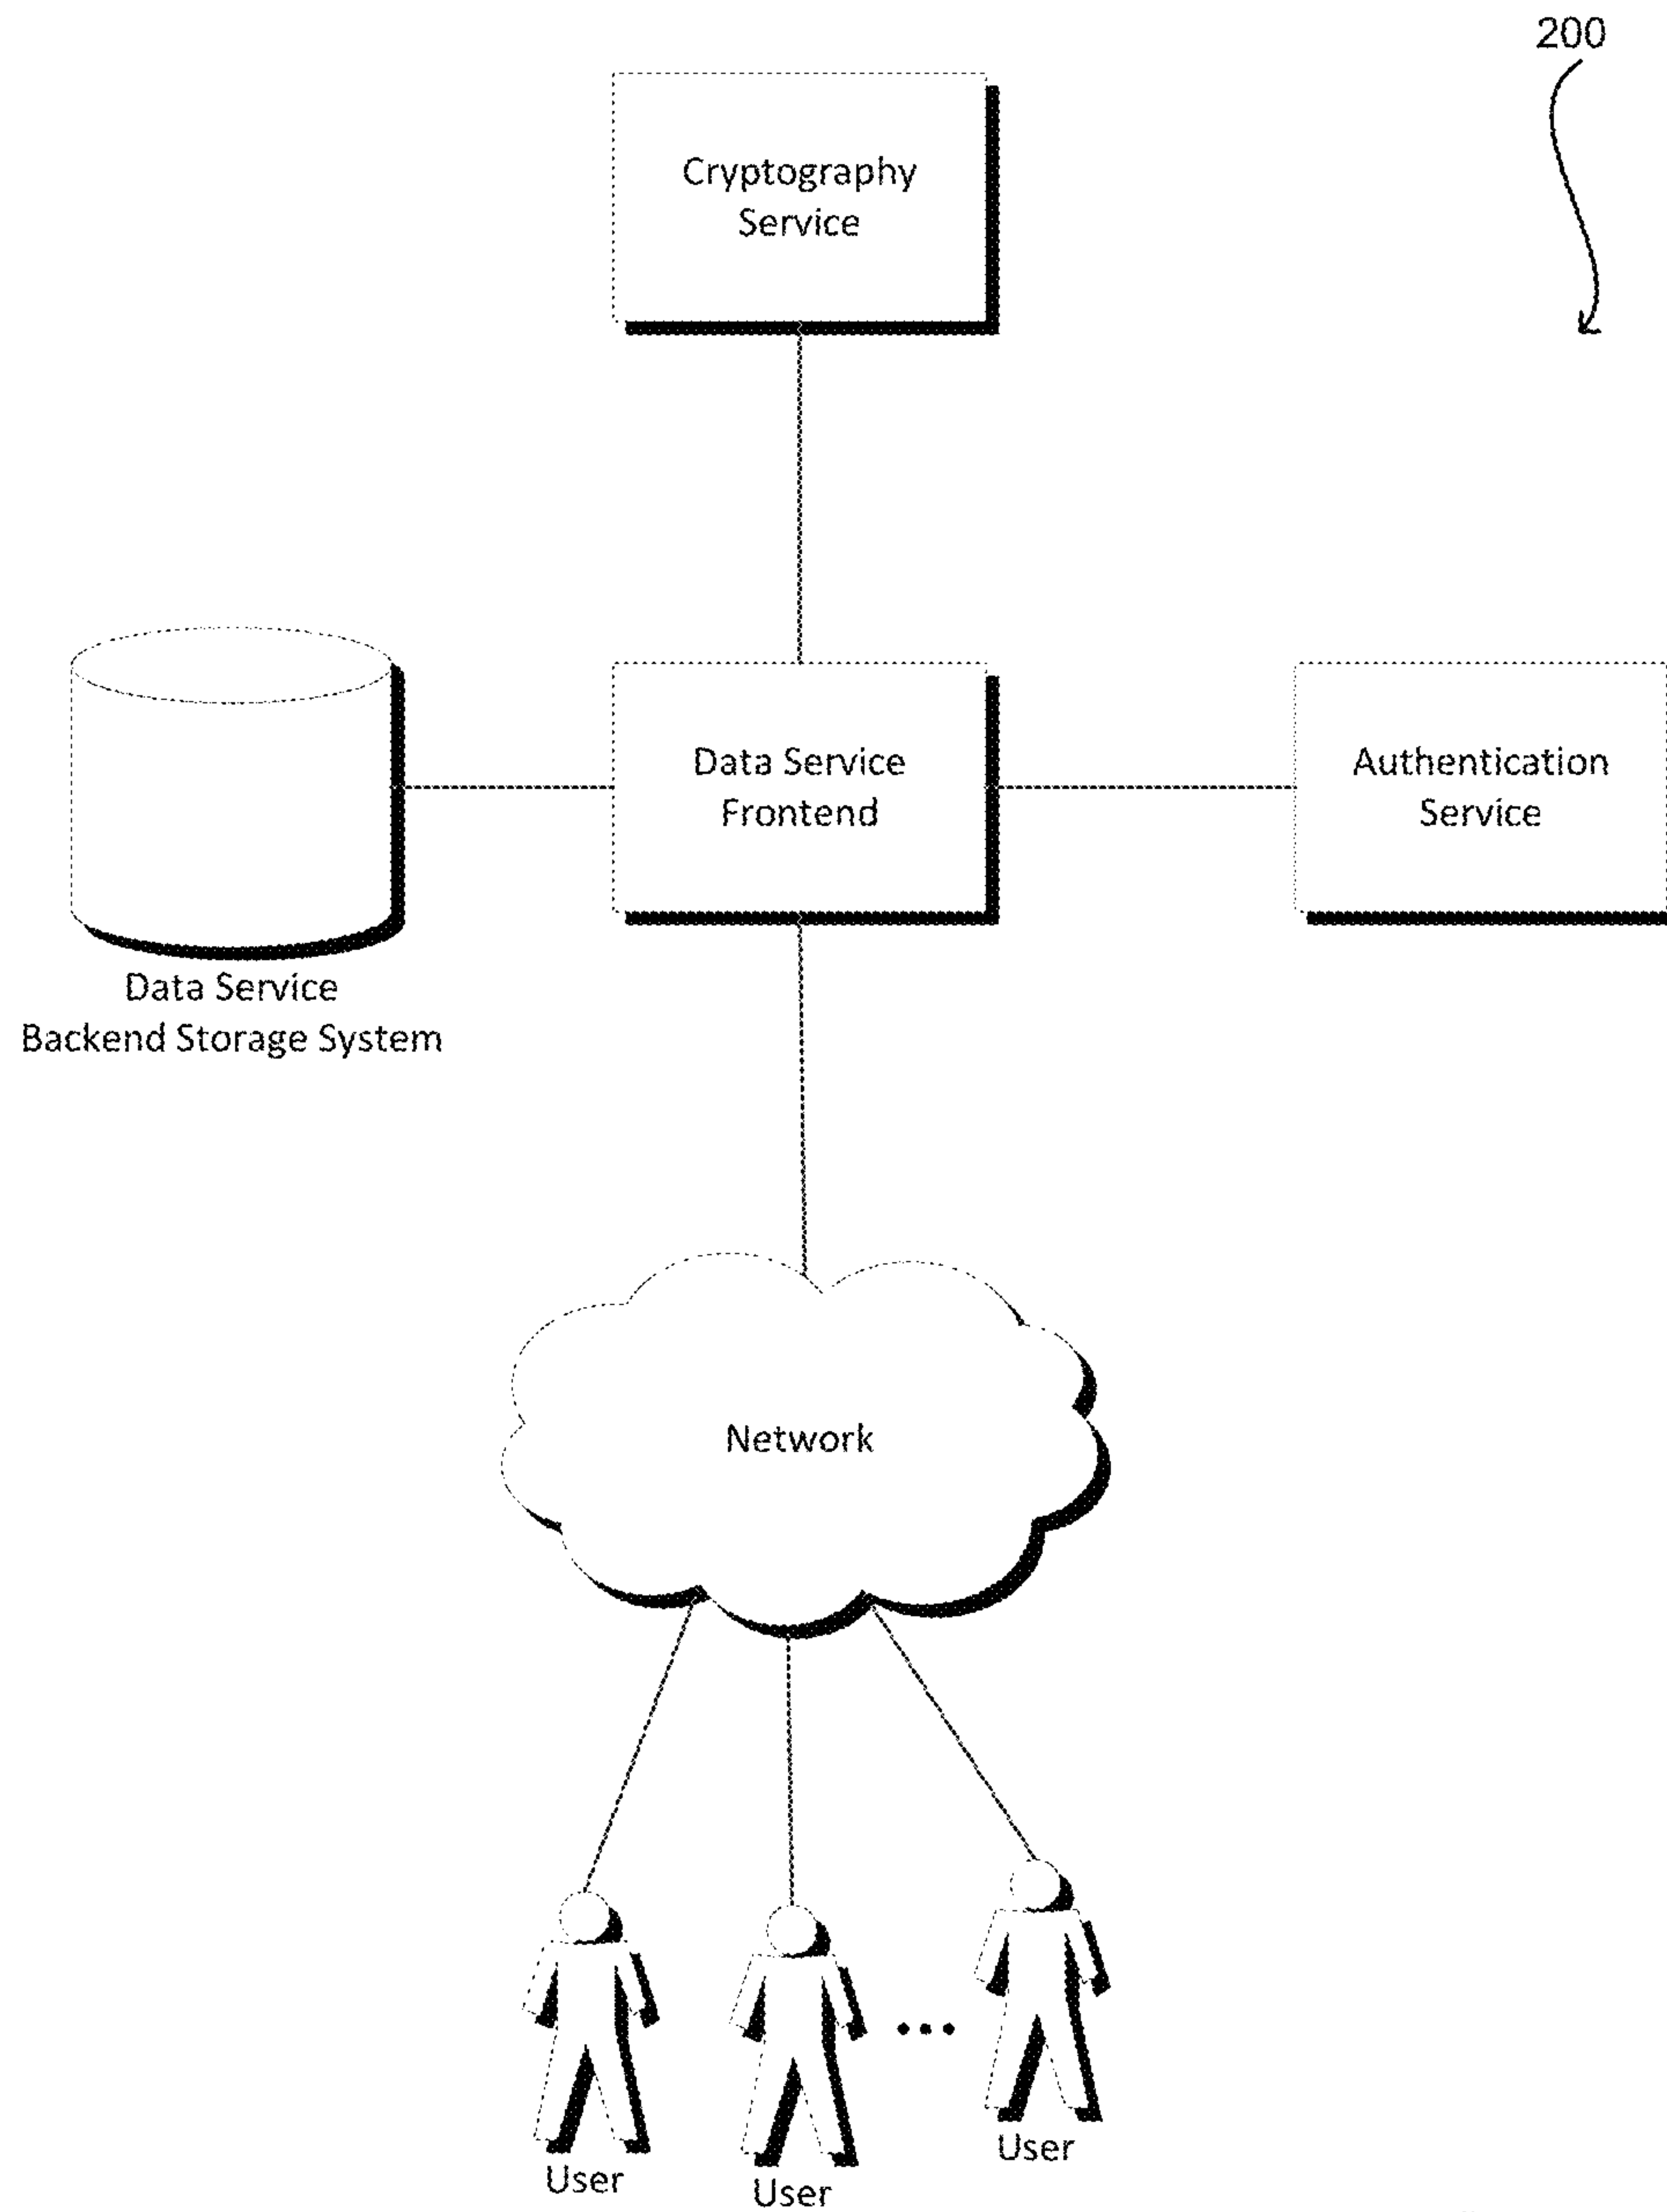 200
Cryptography
Service
Data Service
Frontend
Authentication
Service
Data Service
Backend Storage System
Network
User
User
User